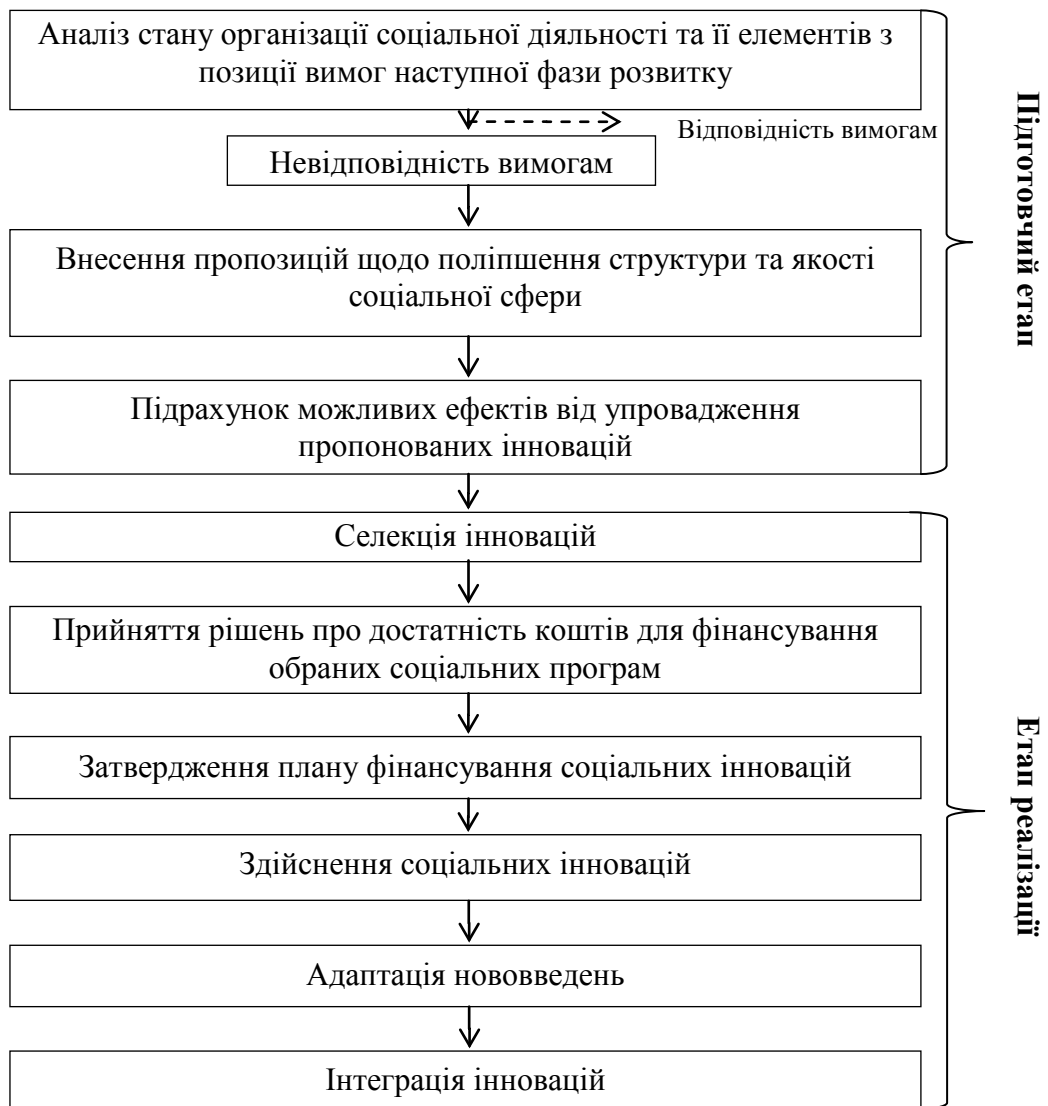 Аналіз стану організації соціальної діяльності та її елементів з
позиції вимог наступної фази розвитку
Відповідність вимогам
Невідповідність вимогам
Внесення пропозицій щодо поліпшення структури та якості
соціальної сфери
Підрахунок можливих ефектів від упровадження
пропонованих інновацій
Підготовчий етап
Селекція інновацій
Прийняття рішень про достатність коштів для фінансування
обраних соціальних програм
Затвердження плану фінансування соціальних інновацій
Здійснення соціальних інновацій
Адаптація нововведень
Інтеграція інновацій
Етап реалізації